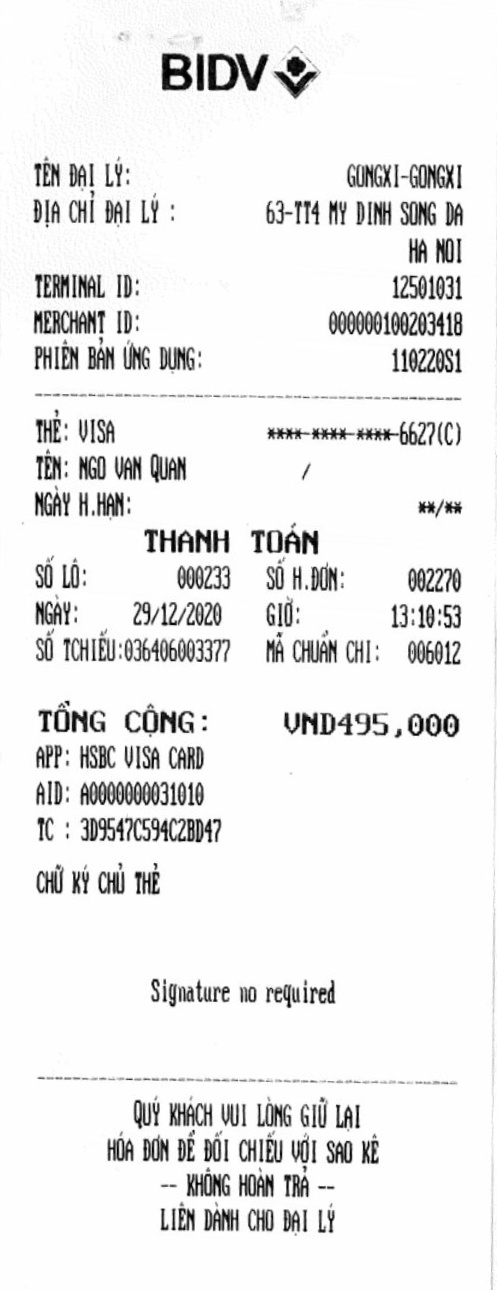 BIDV
TÊN ĐẠI LÝ: GONGXI-GONGXI
ĐỊA CHỈ ĐẠI LÝ : 63-TT4 MY DINH SONG DA
HA NOI
TERMINAL ID: 12501031
MERCHANT ID: 000000100203418
PHIÊN BẢN ỨNG DỤNG: 110220S1
THẺ: VISA **** **** **** 6627(C)
TÊN: NGO VAN QUAN /
NGÀY H.HẠN: **/**
THANH TOÁN
SỐ LÔ: 000233 SỐ H.ĐƠN: 002270
NGÀY: 29/12/2020 GIỜ: 13:10:53
SỐ TCHIẾU:036406003377 MÃ CHUẨN CHI: 006012
TỔNG CỘNG: VND495,000
APP: HSBC VISA CARD
AID: A0000000031010
TC : 3D9547C594C2BD47
CHỮ KÝ CHỦ THẺ
Signature no required
QUÝ KHÁCH VUI LÒNG GIỮ LẠI
HÓA ĐƠN ĐỂ ĐỐI CHIẾU VỚI SAO KÊ
-- KHÔNG HOÀN TRẢ --
LIÊN DÀNH CHO ĐẠI LÝ